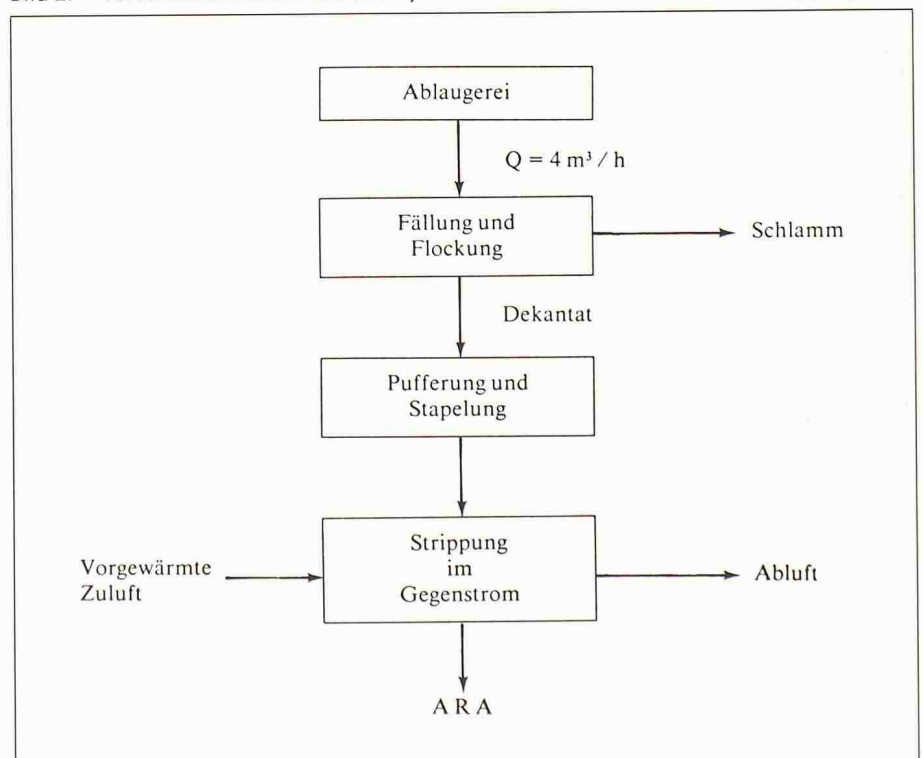 Ablaugerei
Q = 4 m³ / h
Fällung und
Flockung
Schlamm
Dekantat
Pufferung und
Stapelung
Strippung
im
Gegenstrom
Vorgewärmte
Zuluft
Abluft
A R A